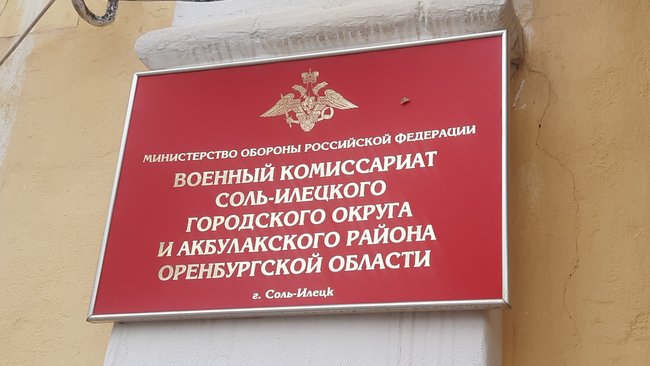 МИНИСТЕРСТВО ОБОРОНЫ РОССИЙСКОЙ ФЕДЕРАЦИИ
ВОЕННЫЙ КОМИССАРИАТ
СОЛЬ-ИЛЕЦКОГО
ГОРОДСКОГО ОКРУГА
И АКБУЛАКСКОГО РАЙОНА
ОРЕНБУРГСКОЙ ОБЛАСТИ
г. Соль-Илецк